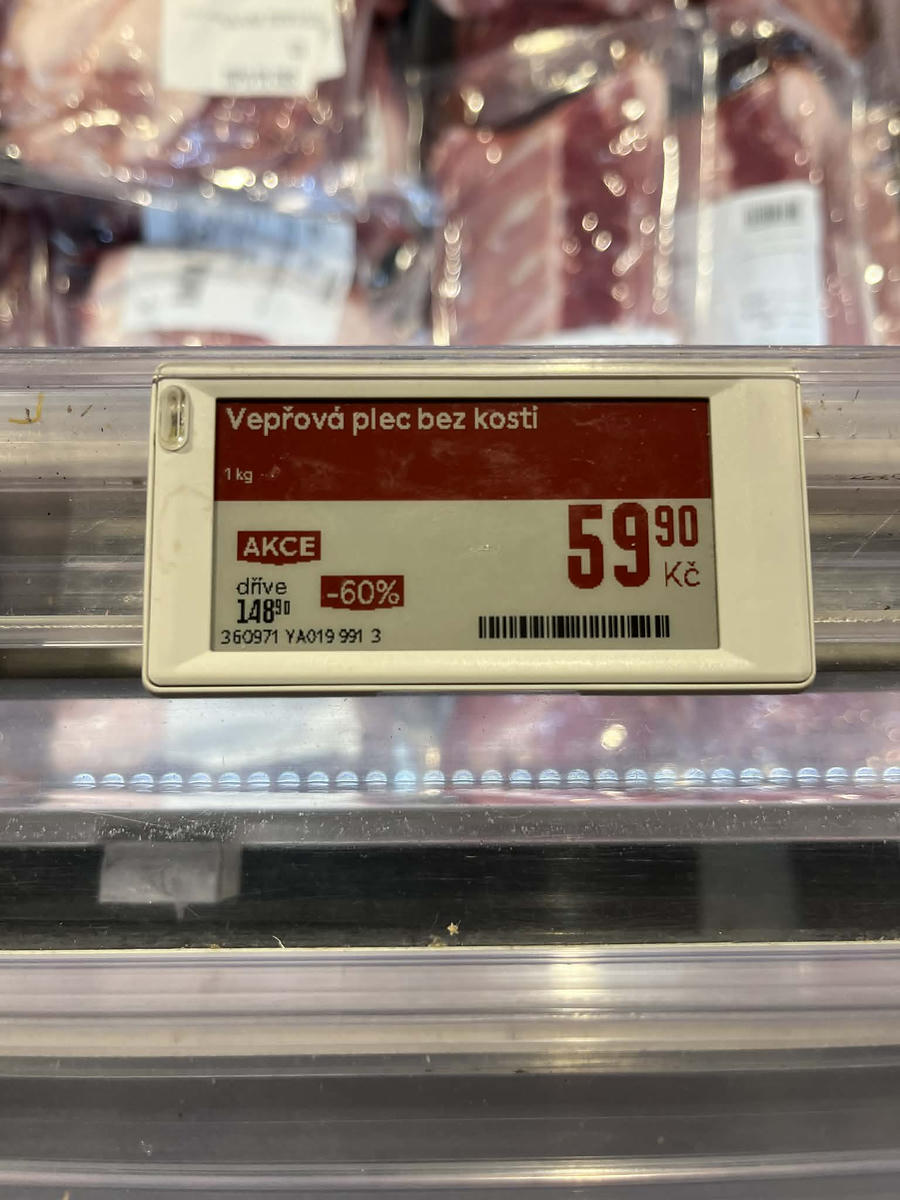 Vepřová plec bez kosti
1 kg
59 90
Kč
AKCE
dříve
148 90
-60%
360971 YA019 991 3